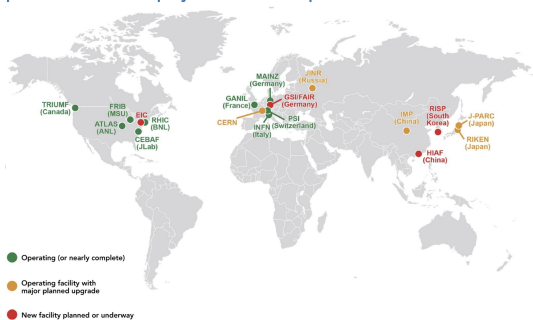 MAINZ
(Germany)
JINR
(Russia)
TRIUMF
(Canada)
FRIB
(MSU)
EIC
RHIC
(BNL)
ATLAS
(ANL)
CEBAF
(JLab)
GANIL
(France)
GSI/FAIR
(Germany)
CERN
PSI
(Switzerland)
INFN
(Italy)
IMP
(China)
RISP
(South
Korea)
J-PARC
(Japan)
RIKEN
(Japan)
HIAF
(China)
Operating (or nearly complete)
Operating facility with
major planned upgrade
New facility planned or underway